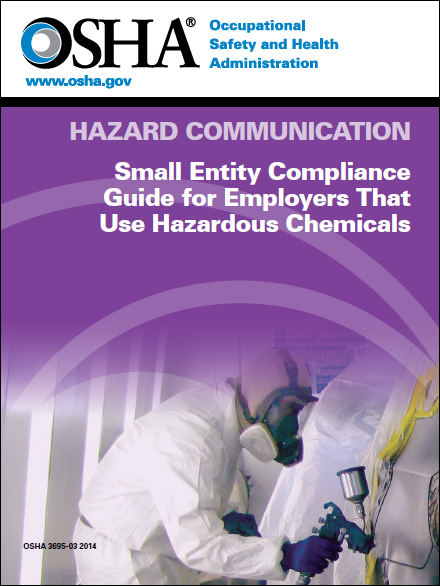 OSHA®
Occupational
Safety and Health
Administration
www.osha.gov
HAZARD COMMUNICATION
Small Entity Compliance
Guide for Employers That
Use Hazardous Chemicals
OSHA 3695-03 2014